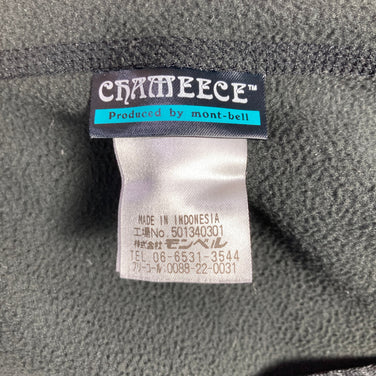 CHAMEECE™
Produced by mont-bell
MADE IN INDONESIA
工場No. 501340301
株式会社 モンベル
TEL 06-6531-3544
フリーコール:0088-22-0031